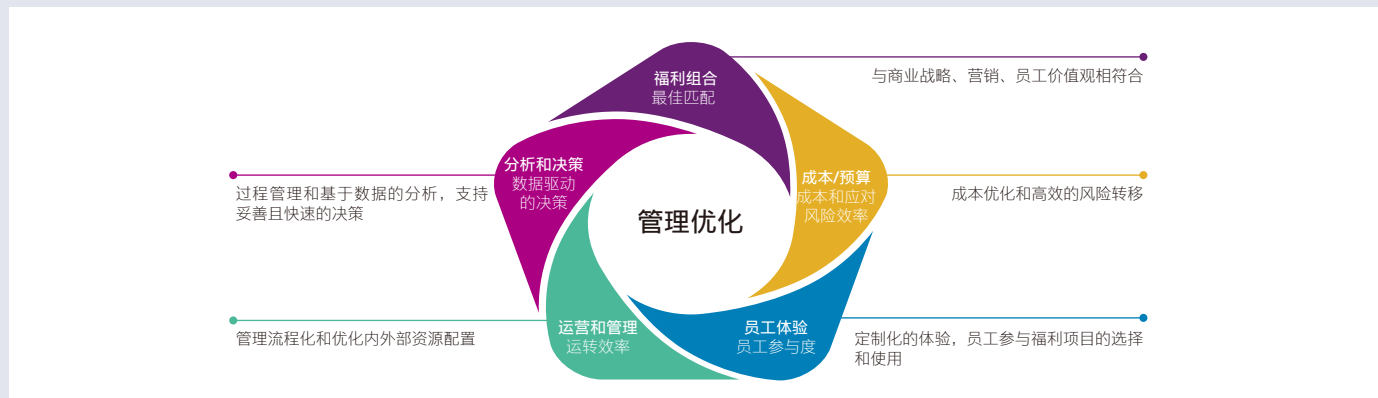 福利组合
最佳匹配
与商业战略、营销、员工价值观相符合
成本/预算
成本和应对
风险效率
成本优化和高效的风险转移
员工体验
员工参与度
定制化的体验，员工参与福利项目的选择
和使用
运营和管理
运转效率
管理流程化和优化内外部资源配置
分析和决策
数据驱动
的决策
过程管理和基于数据的分析，支持
妥善且快速的决策
管理优化